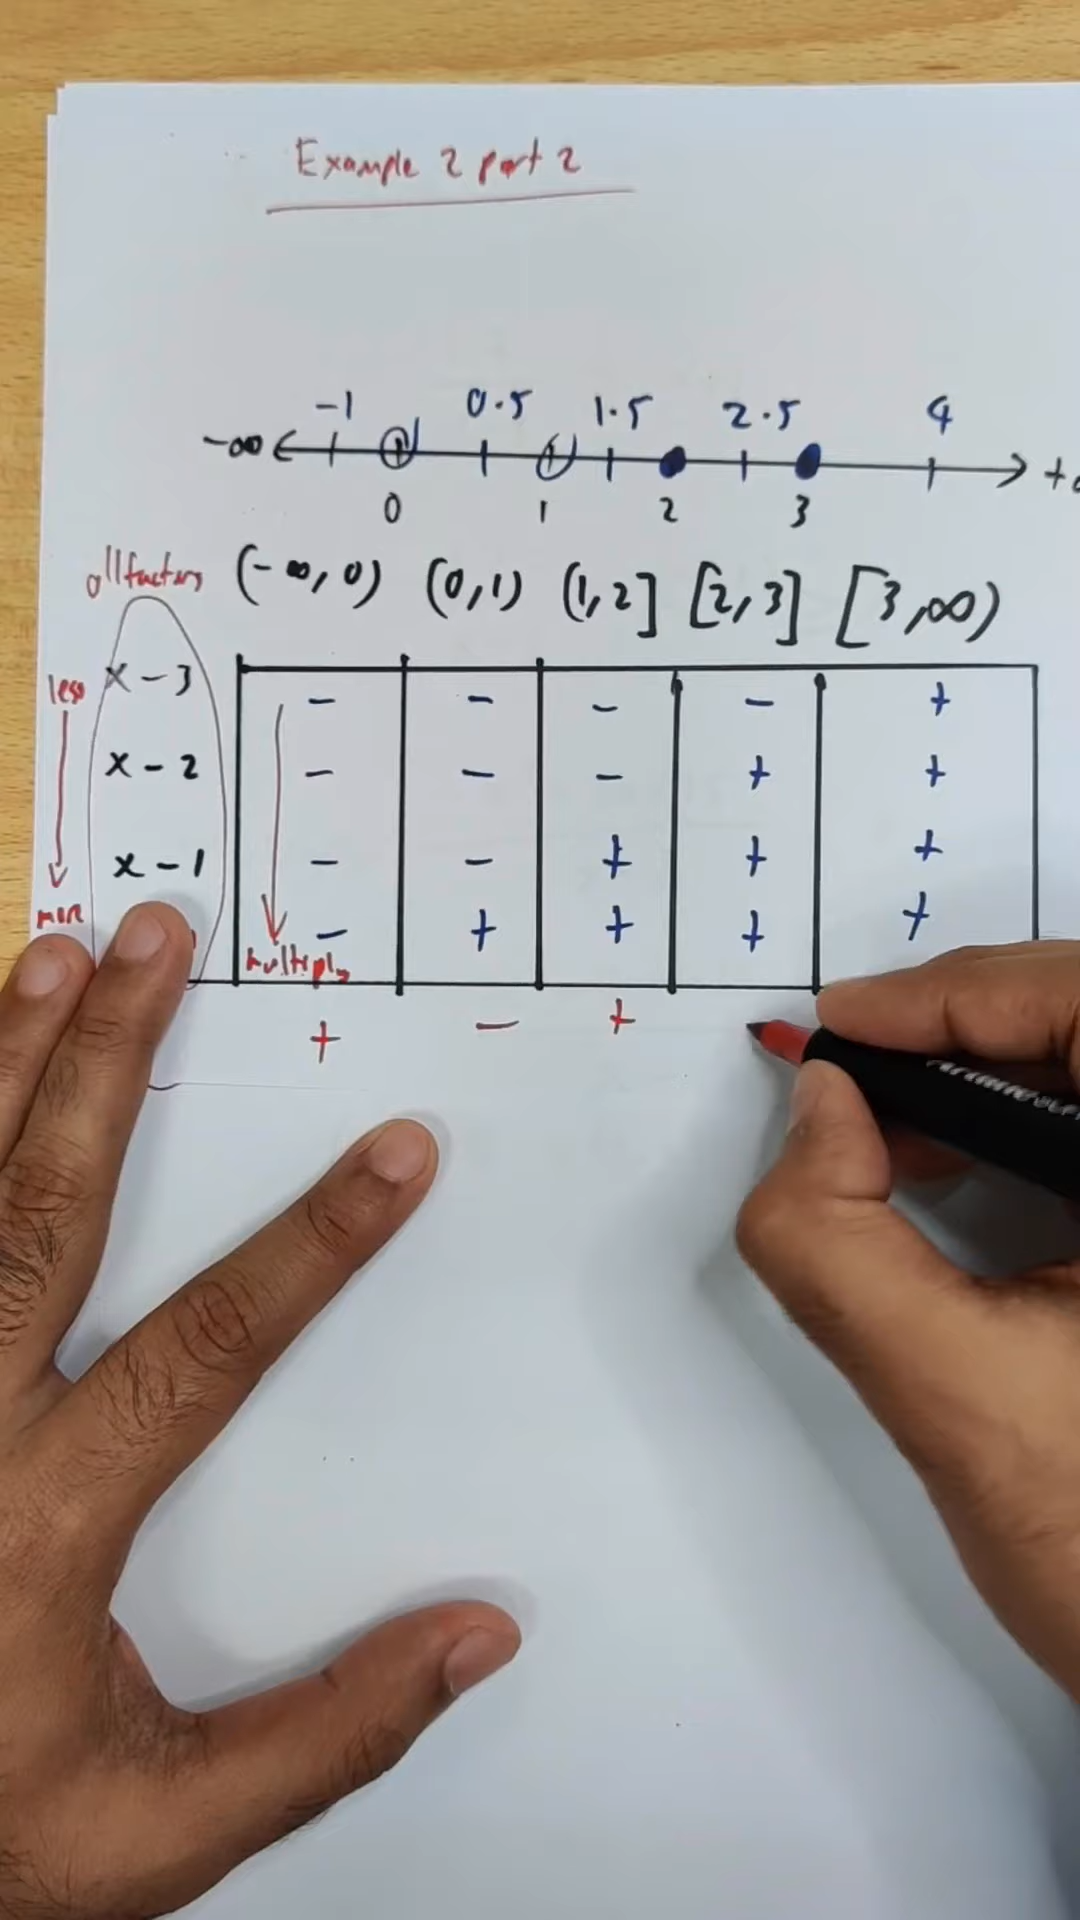 Example 2 part 2
-1 0.5 1.5 2.5 4
-∞
0 1 2 3
all factors (-∞, 0) (0,1) (1,2] [2,3] [3,∞)
less x-3 - - - - +
x-2 - - - + +
x-1 - - + + +
more - + + + +
multiply
+ - +